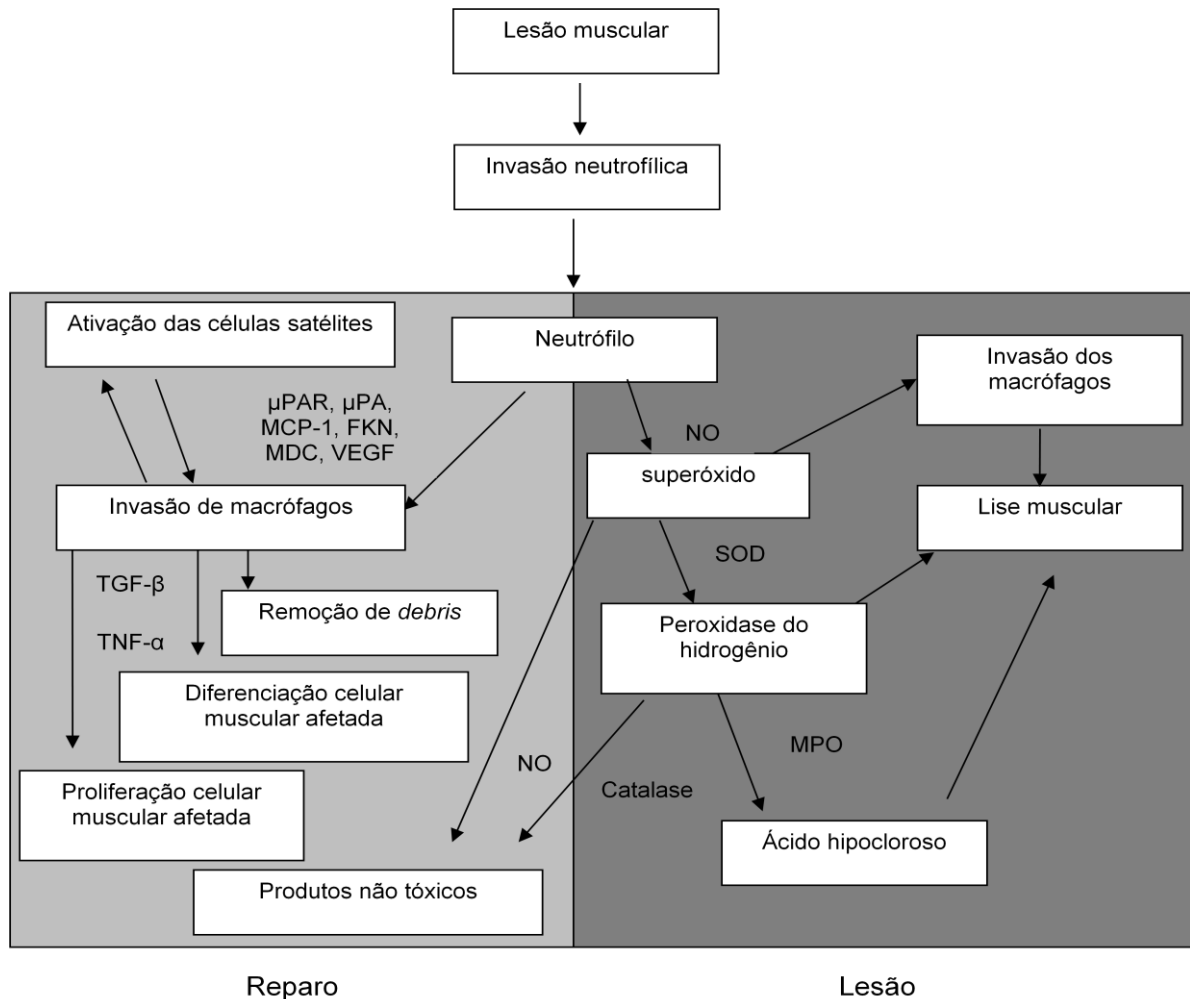 Lesão muscular
Invasão neutrofílica
Ativação das células satélites
Neutrófilo
Invasão dos
macrófagos
µPAR, µPA,
MCP-1, FKN,
MDC, VEGF
NO
superóxido
Invasão de macrófagos
Lise muscular
SOD
TGF-β
TNF-α
Remoção de debris
Peroxidase do
hidrogênio
Diferenciação celular
muscular afetada
MPO
NO
Catalase
Proliferação celular
muscular afetada
Ácido hipocloroso
Produtos não tóxicos
Reparo
Lesão